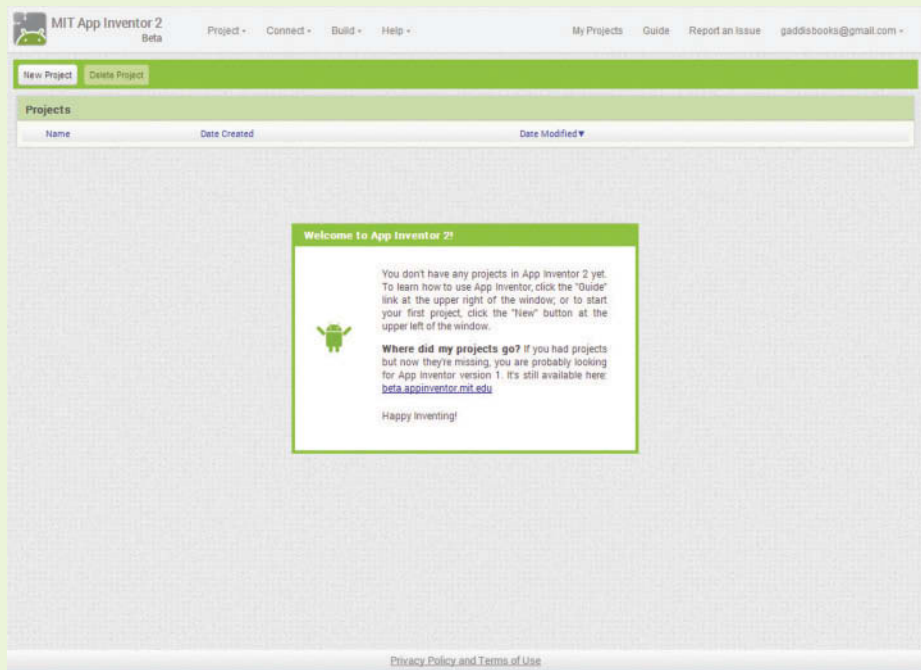 MIT App Inventor 2
Beta
Project Connect Build Help My Projects Guide Report an Issue gaddisbooks@gmail.com
New Project Delete Project
Projects
Name Date Created Date Modified▼
Welcome to App Inventor 2!
You don't have any projects in App Inventor 2 yet.
To learn how to use App Inventor, click the "Guide"
link at the upper right of the window; or to start
your first project, click the "New" button at the
upper left of the window.
Where did my projects go? If you had projects
but now they're missing, you are probably looking
for App Inventor version 1. It's still available here:
beta.appinventor.mit.edu
Happy Inventing!
Privacy Policy and Terms of Use